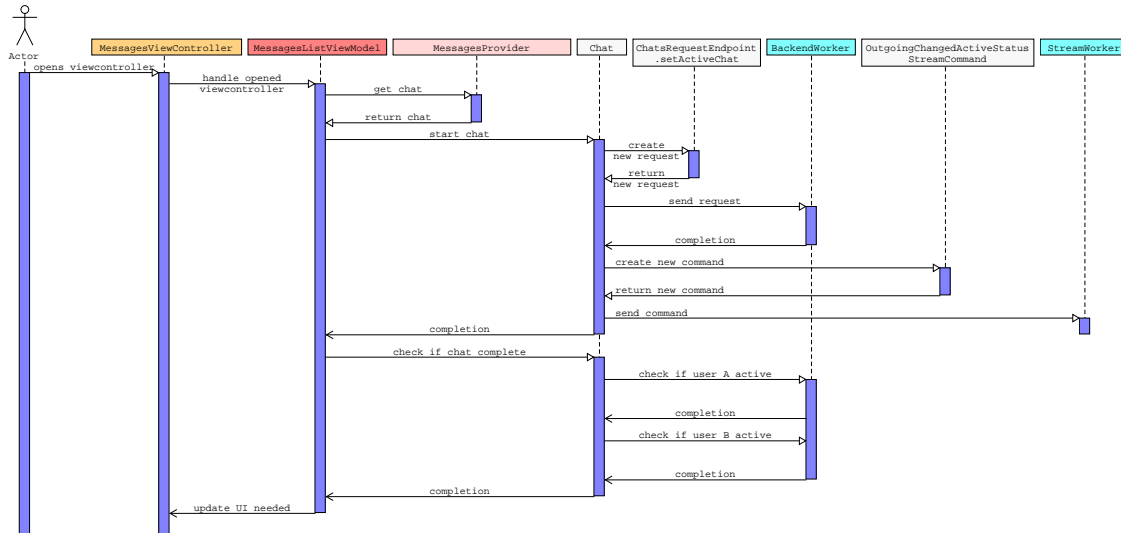 Actor
MessagesViewController
MessagesListViewModel
MessagesProvider
Chat
ChatsRequestEndpoint
.setActiveChat
BackendWorker
OutgoingChangedActiveStatus
StreamCommand
StreamWorker
opens viewcontroller
handle opened
viewcontroller
get chat
return chat
start chat
create
new request
return
new request
send request
completion
create new command
return new command
send command
completion
check if chat complete
check if user A active
completion
check if user B active
completion
completion
update UI needed